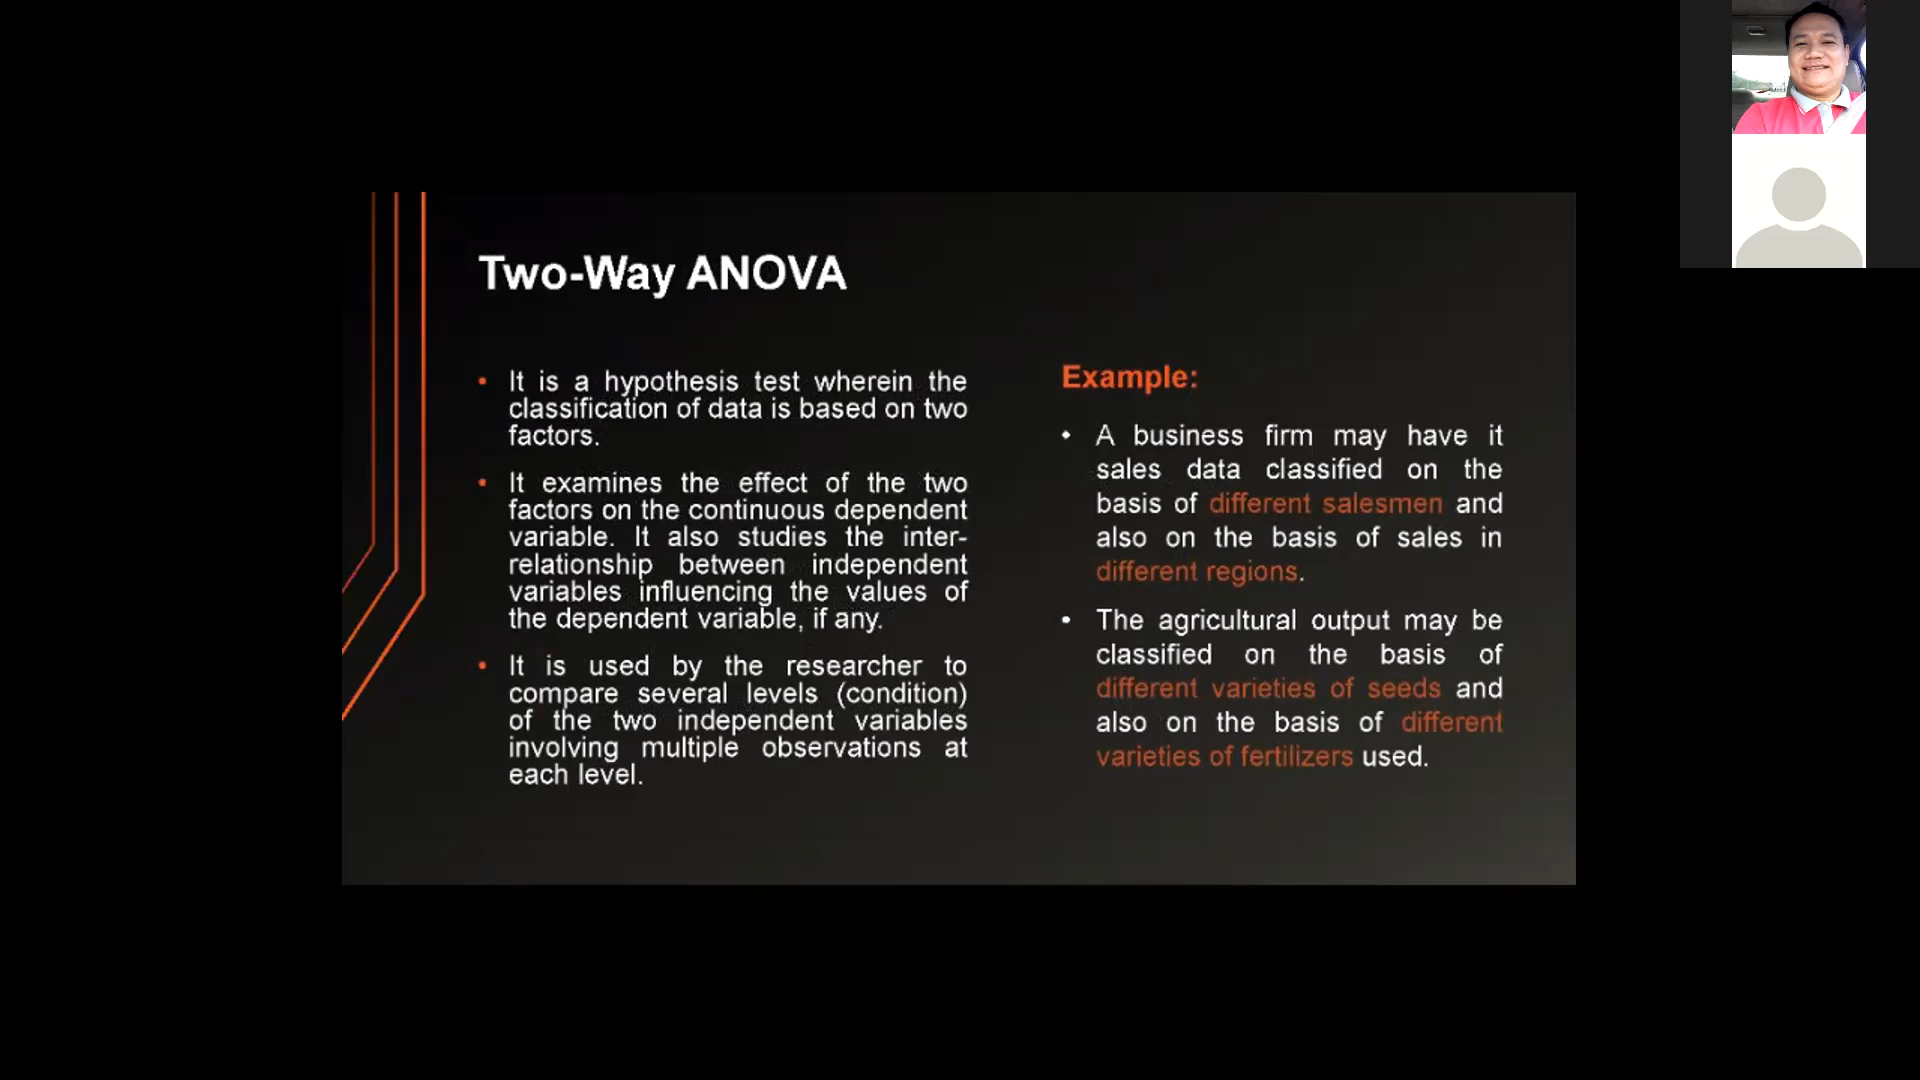 Two-Way ANOVA
• It is a hypothesis test wherein the
classification of data is based on two
factors.
• It examines the effect of the two
factors on the continuous dependent
variable. It also studies the inter-
relationship between independent
variables influencing the values of
the dependent variable, if any.
• It is used by the researcher to
compare several levels (condition)
of the two independent variables
involving multiple observations at
each level.
Example:
• A business firm may have it
sales data classified on the
basis of different salesmen and
also on the basis of sales in
different regions.
• The agricultural output may be
classified on the basis of
different varieties of seeds and
also on the basis of different
varieties of fertilizers used.